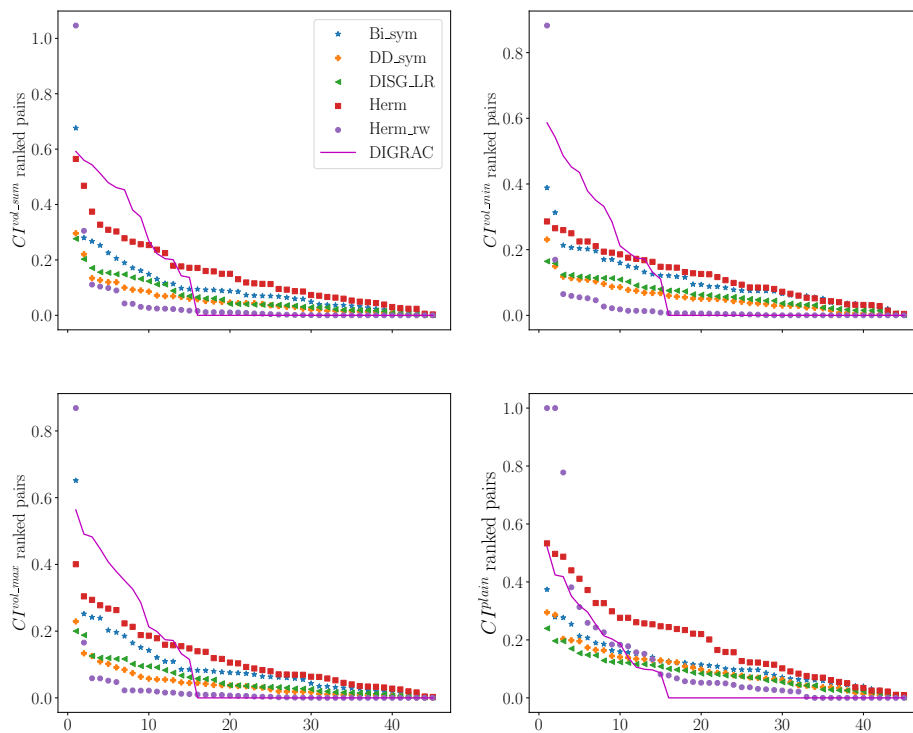 1.0
0.8
0.6
0.4
0.2
0.0
CI^{vol_sum} ranked pairs
Bi_sym
DD_sym
DISG_LR
Herm
Herm_rw
DIGRAC
0.8
0.6
0.4
0.2
0.0
CI^{vol_min} ranked pairs
0.8
0.6
0.4
0.2
0.0
CI^{vol_max} ranked pairs
0 10 20 30 40
1.0
0.8
0.6
0.4
0.2
0.0
CI^{plain} ranked pairs
0 10 20 30 40